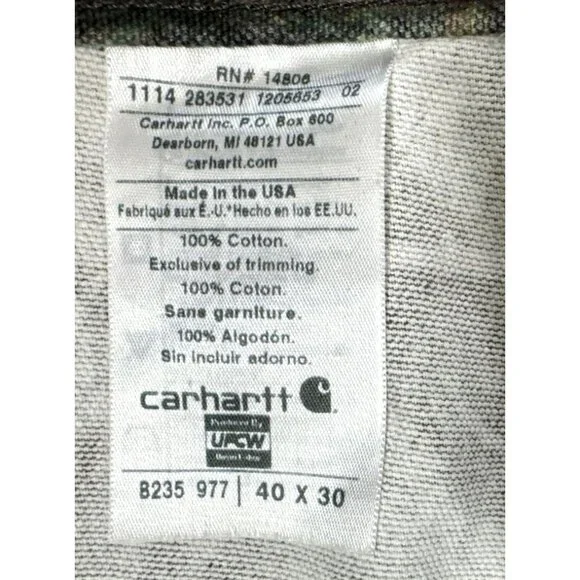 RN# 14806
1114 283531 1205653 02
Carhartt Inc. P.O. Box 600
Dearborn, MI 48121 USA
carhartt.com
Made in the USA
Fabriqué aux É.-U.*Hecho en los EE.UU.
100% Cotton.
Exclusive of trimming.
100% Coton.
Sans garniture.
100% Algodón.
Sin incluir adorno.
carhartt
Produced By
UFCW
B235 977 | 40 X 30